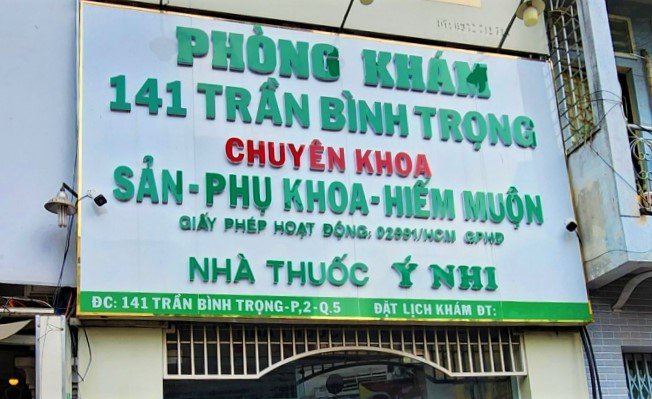 PHÒNG KHÁM
141 TRẦN BÌNH TRỌNG
CHUYÊN KHOA
SẢN-PHỤ KHOA-HIẾM MUỘN
GIẤY PHÉP HOẠT ĐỘNG: 02991/HCM GPHĐ
NHÀ THUỐC Ý NHI
ĐC: 141 TRẦN BÌNH TRỌNG-P,2-Q.5 ĐẶT LỊCH KHÁM ĐT: